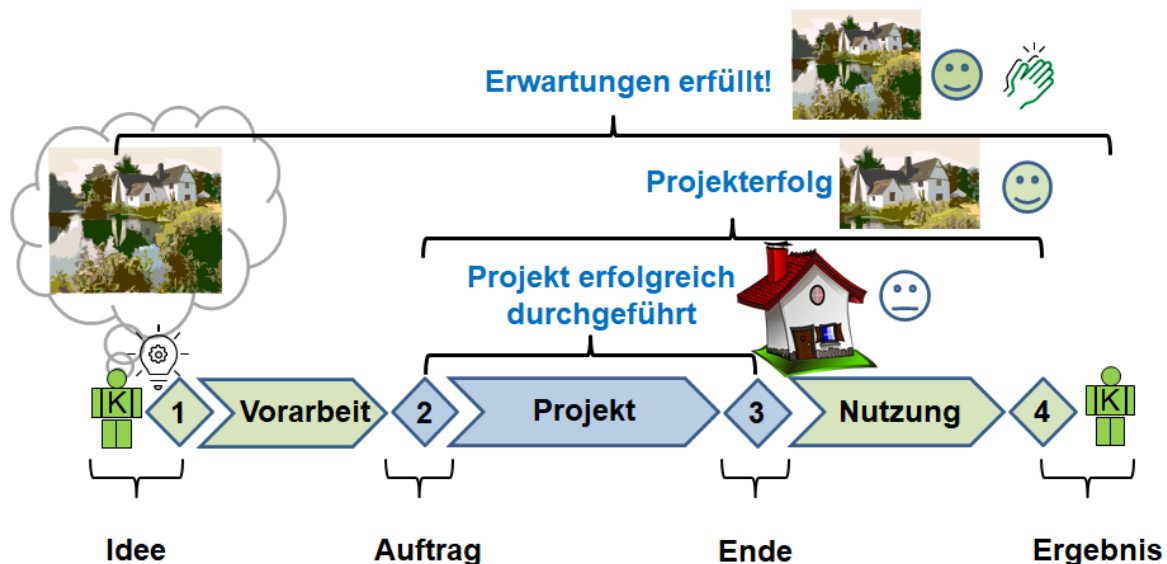 Erwartungen erfüllt!
Projekterfolg
Projekt erfolgreich
durchgeführt
K 1 Vorarbeit 2 Projekt 3 Nutzung 4 K
Idee Auftrag Ende Ergebnis